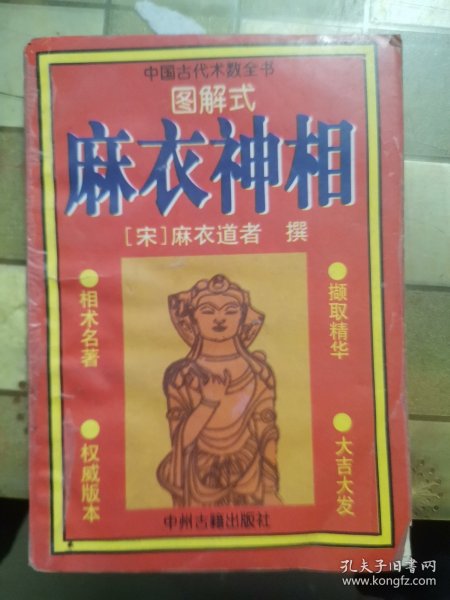 中国古代术数全书
图解式
麻衣神相
[宋]麻衣道者 撰
●相术名著
●权威版本
●撷取精华
●大吉大发
中州古籍出版社
孔夫子旧书网
www.kongfz.com